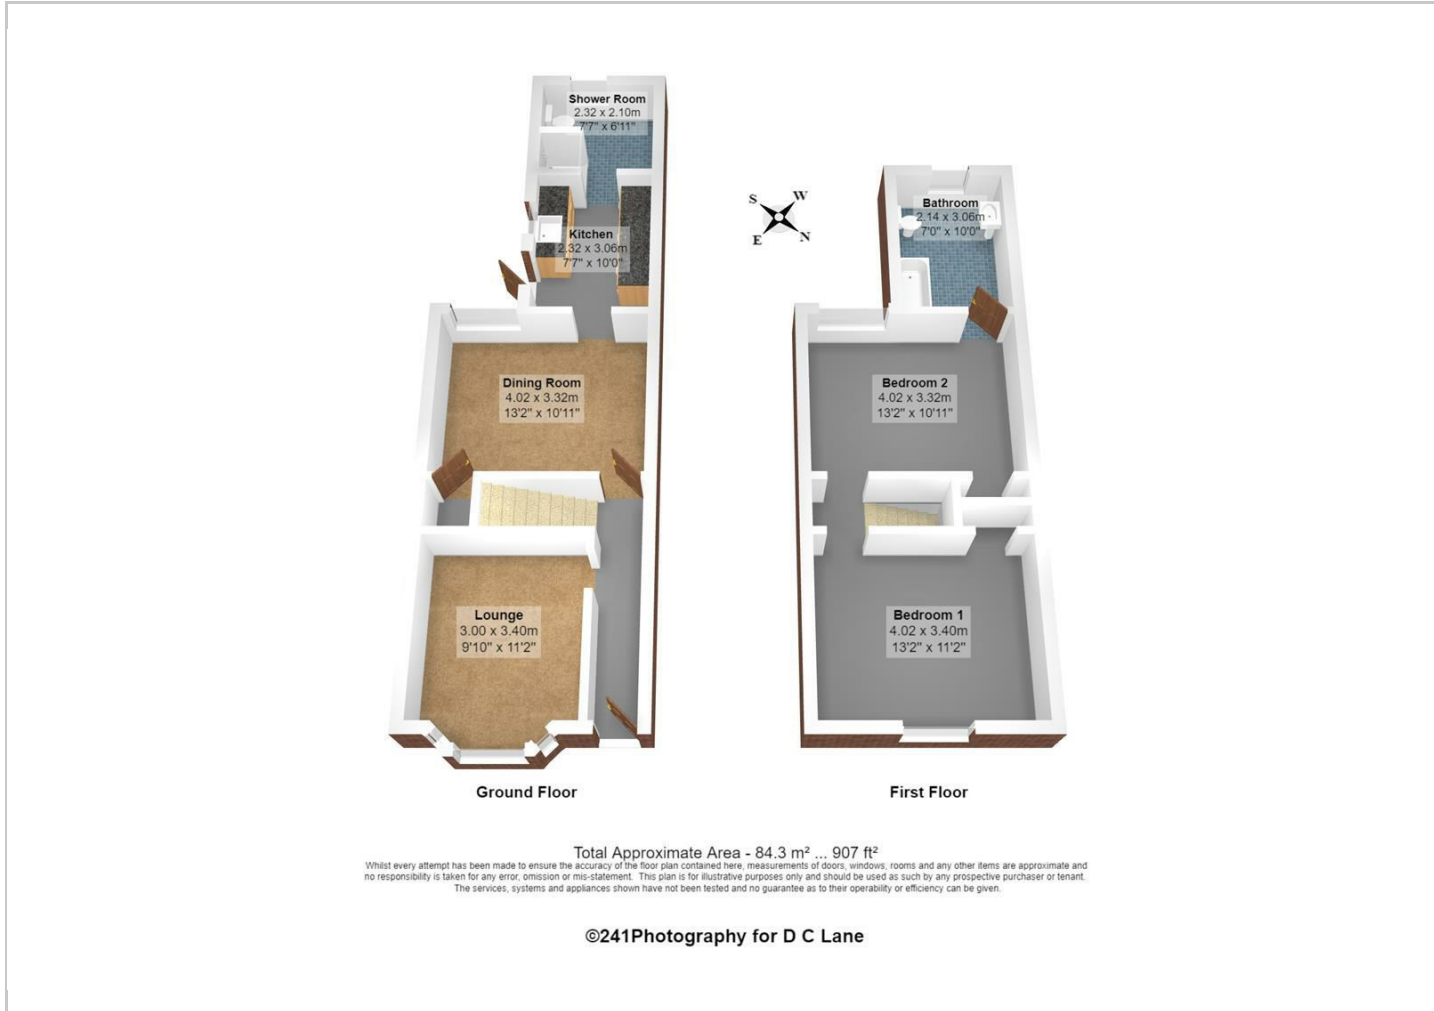 Shower Room
2.32 x 2.10m
7'7" x 6'11"
Kitchen
2.32 x 3.06m
7'7" x 10'0"
Dining Room
4.02 x 3.32m
13'2" x 10'11"
Lounge
3.00 x 3.40m
9'10" x 11'2"
Ground Floor
S
W
E
N
Bathroom
2.14 x 3.06m
7'0" x 10'0"
Bedroom 2
4.02 x 3.32m
13'2" x 10'11"
Bedroom 1
4.02 x 3.40m
13'2" x 11'2"
First Floor
Total Approximate Area - 84.3 m² ... 907 ft²
Whilst every attempt has been made to ensure the accuracy of the floor plan contained here, measurements of doors, windows, rooms and any other items are approximate and
no responsibility is taken for any error, omission or mis-statement. This plan is for illustrative purposes only and should be used as such by any prospective purchaser or tenant.
The services, systems and appliances shown have not been tested and no guarantee as to their operability or efficiency can be given.
©241Photography for D C Lane